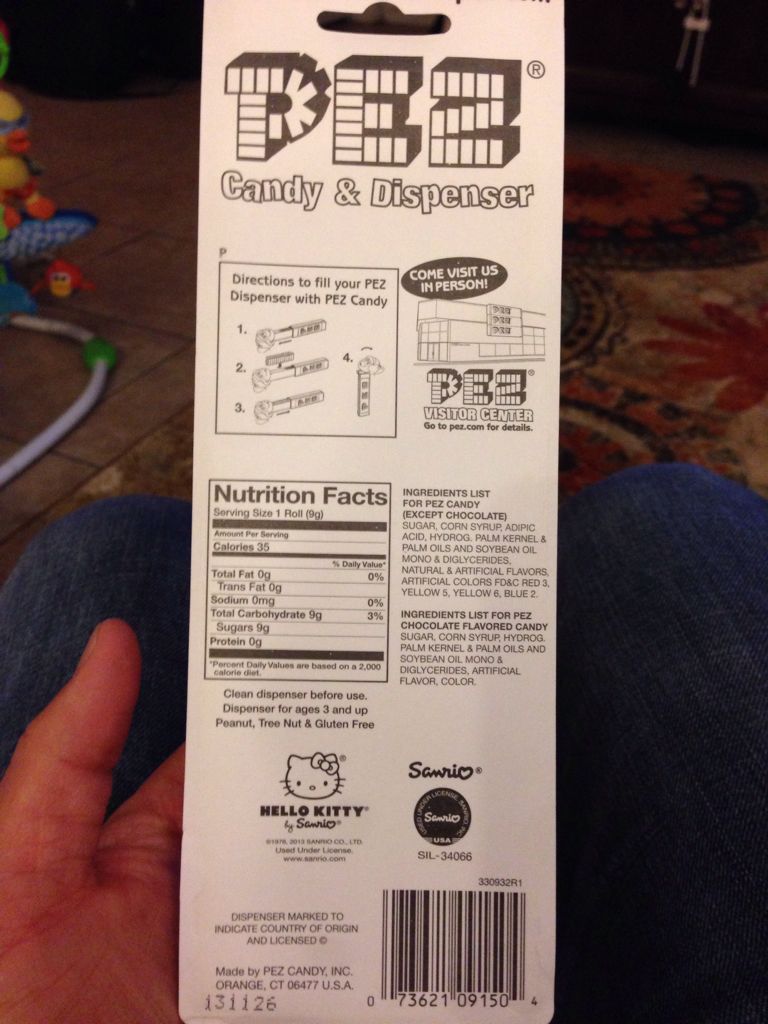 PEZ®
Candy & Dispenser
P
Directions to fill your PEZ
Dispenser with PEZ Candy
1.
2.
3.
4.
COME VISIT US
IN PERSON!
PEZ
PEZ
PEZ
PEZ®
VISITOR CENTER
Go to pez.com for details.
Nutrition Facts
Serving Size 1 Roll (9g)
Amount Per Serving
Calories 35
% Daily Value*
Total Fat 0g 0%
Trans Fat 0g
Sodium 0mg 0%
Total Carbohydrate 9g 3%
Sugars 9g
Protein 0g
*Percent Daily Values are based on a 2,000
calorie diet.
INGREDIENTS LIST
FOR PEZ CANDY
(EXCEPT CHOCOLATE)
SUGAR, CORN SYRUP, ADIPIC
ACID, HYDROG. PALM KERNEL &
PALM OILS AND SOYBEAN OIL
MONO & DIGLYCERIDES,
NATURAL & ARTIFICIAL FLAVORS,
ARTIFICIAL COLORS FD&C RED 3,
YELLOW 5, YELLOW 6, BLUE 2.
INGREDIENTS LIST FOR PEZ
CHOCOLATE FLAVORED CANDY
SUGAR, CORN SYRUP, HYDROG.
PALM KERNEL & PALM OILS AND
SOYBEAN OIL MONO &
DIGLYCERIDES, ARTIFICIAL
FLAVOR, COLOR.
Clean dispenser before use.
Dispenser for ages 3 and up
Peanut, Tree Nut & Gluten Free
HELLO KITTY®
by Sanrio®
©1976, 2013 SANRIO CO., LTD.
Used Under License.
www.sanrio.com
Sanrio®
USED UNDER LICENSE SANRIO, INC.
Sanrio
USA
SIL-34066
330932R1
DISPENSER MARKED TO
INDICATE COUNTRY OF ORIGIN
AND LICENSED ©
Made by PEZ CANDY, INC.
ORANGE, CT 06477 U.S.A.
131126
0 73621 09150 4